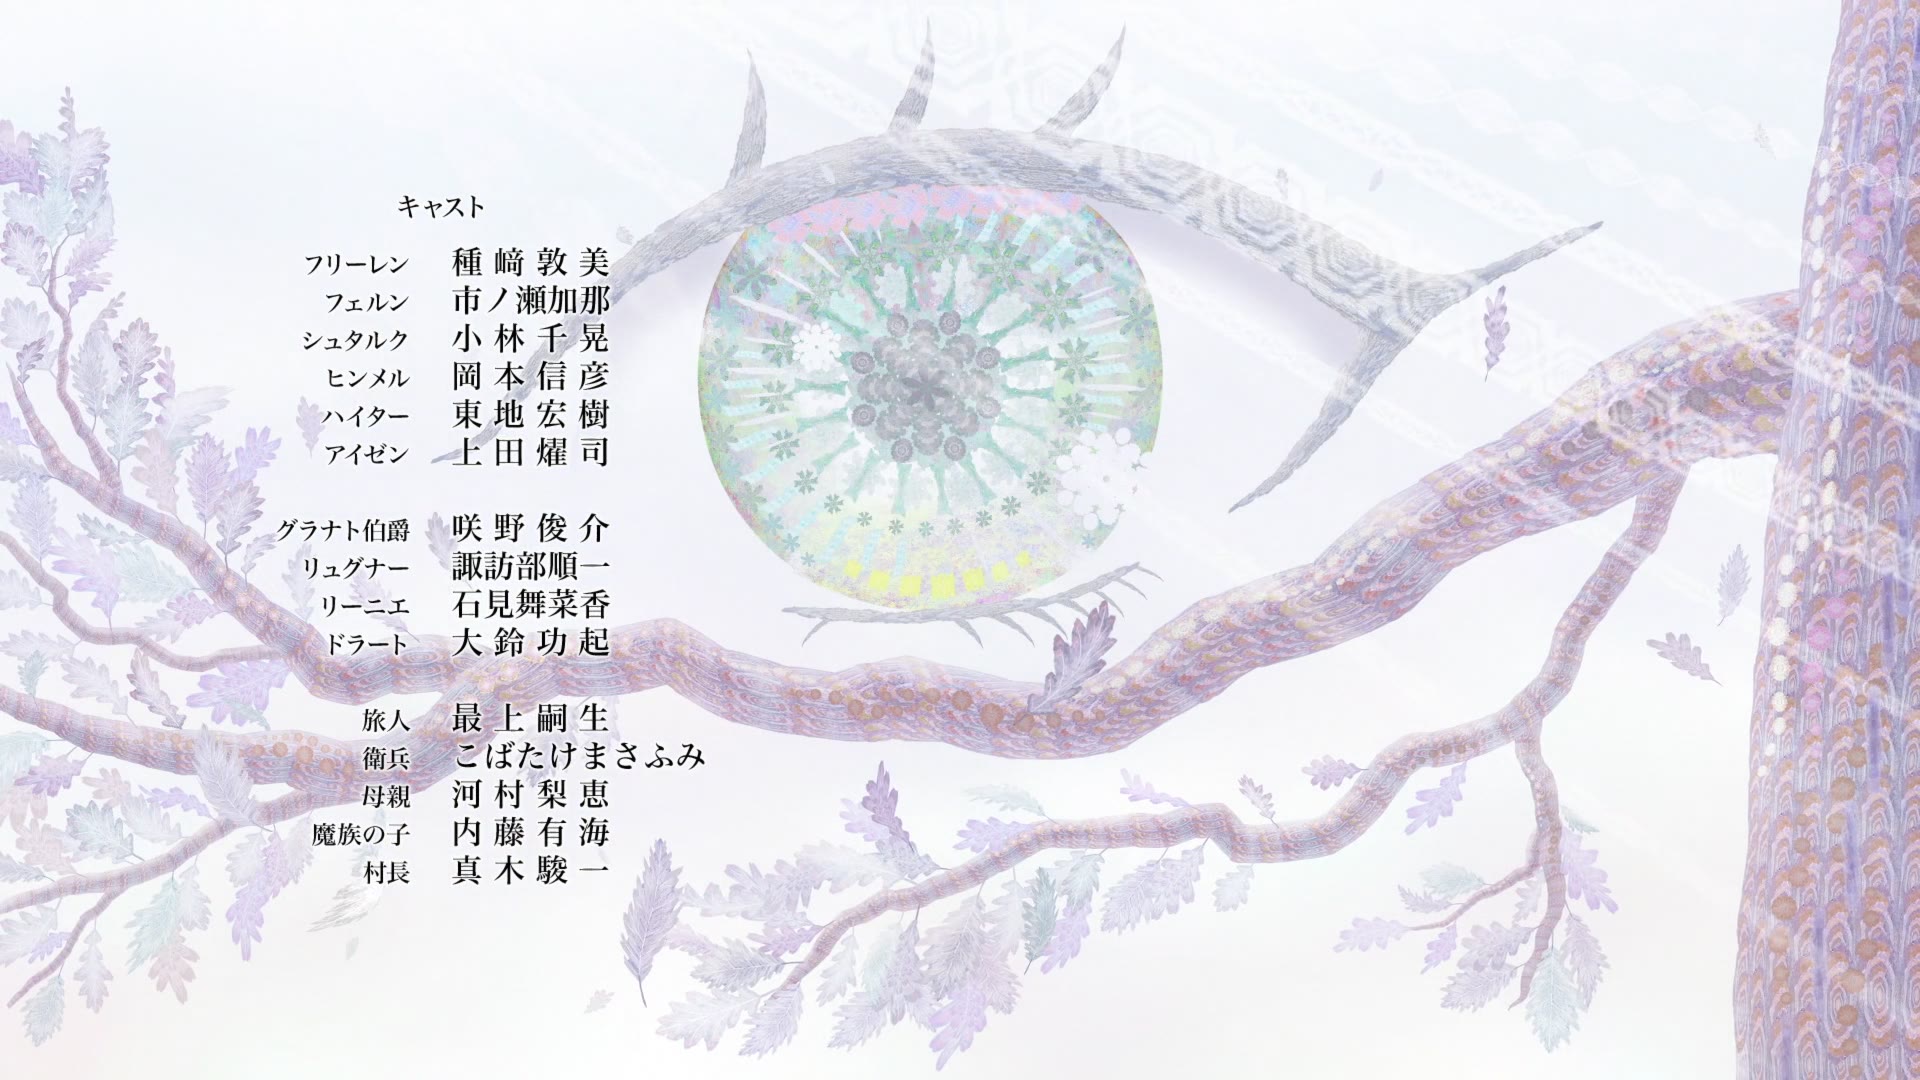 キャスト
フリーレン 種﨑敦美
フェルン 市ノ瀬加那
シュタルク 小林千晃
ヒンメル 岡本信彦
ハイター 東地宏樹
アイゼン 上田燿司
グラナト伯爵 咲野俊介
リュグナー 諏訪部順一
リーニエ 石見舞菜香
ドラート 大鈴功起
旅人 最上嗣生
衛兵 こばたけまさふみ
母親 河村梨恵
魔族の子 内藤有海
村長 真木駿一